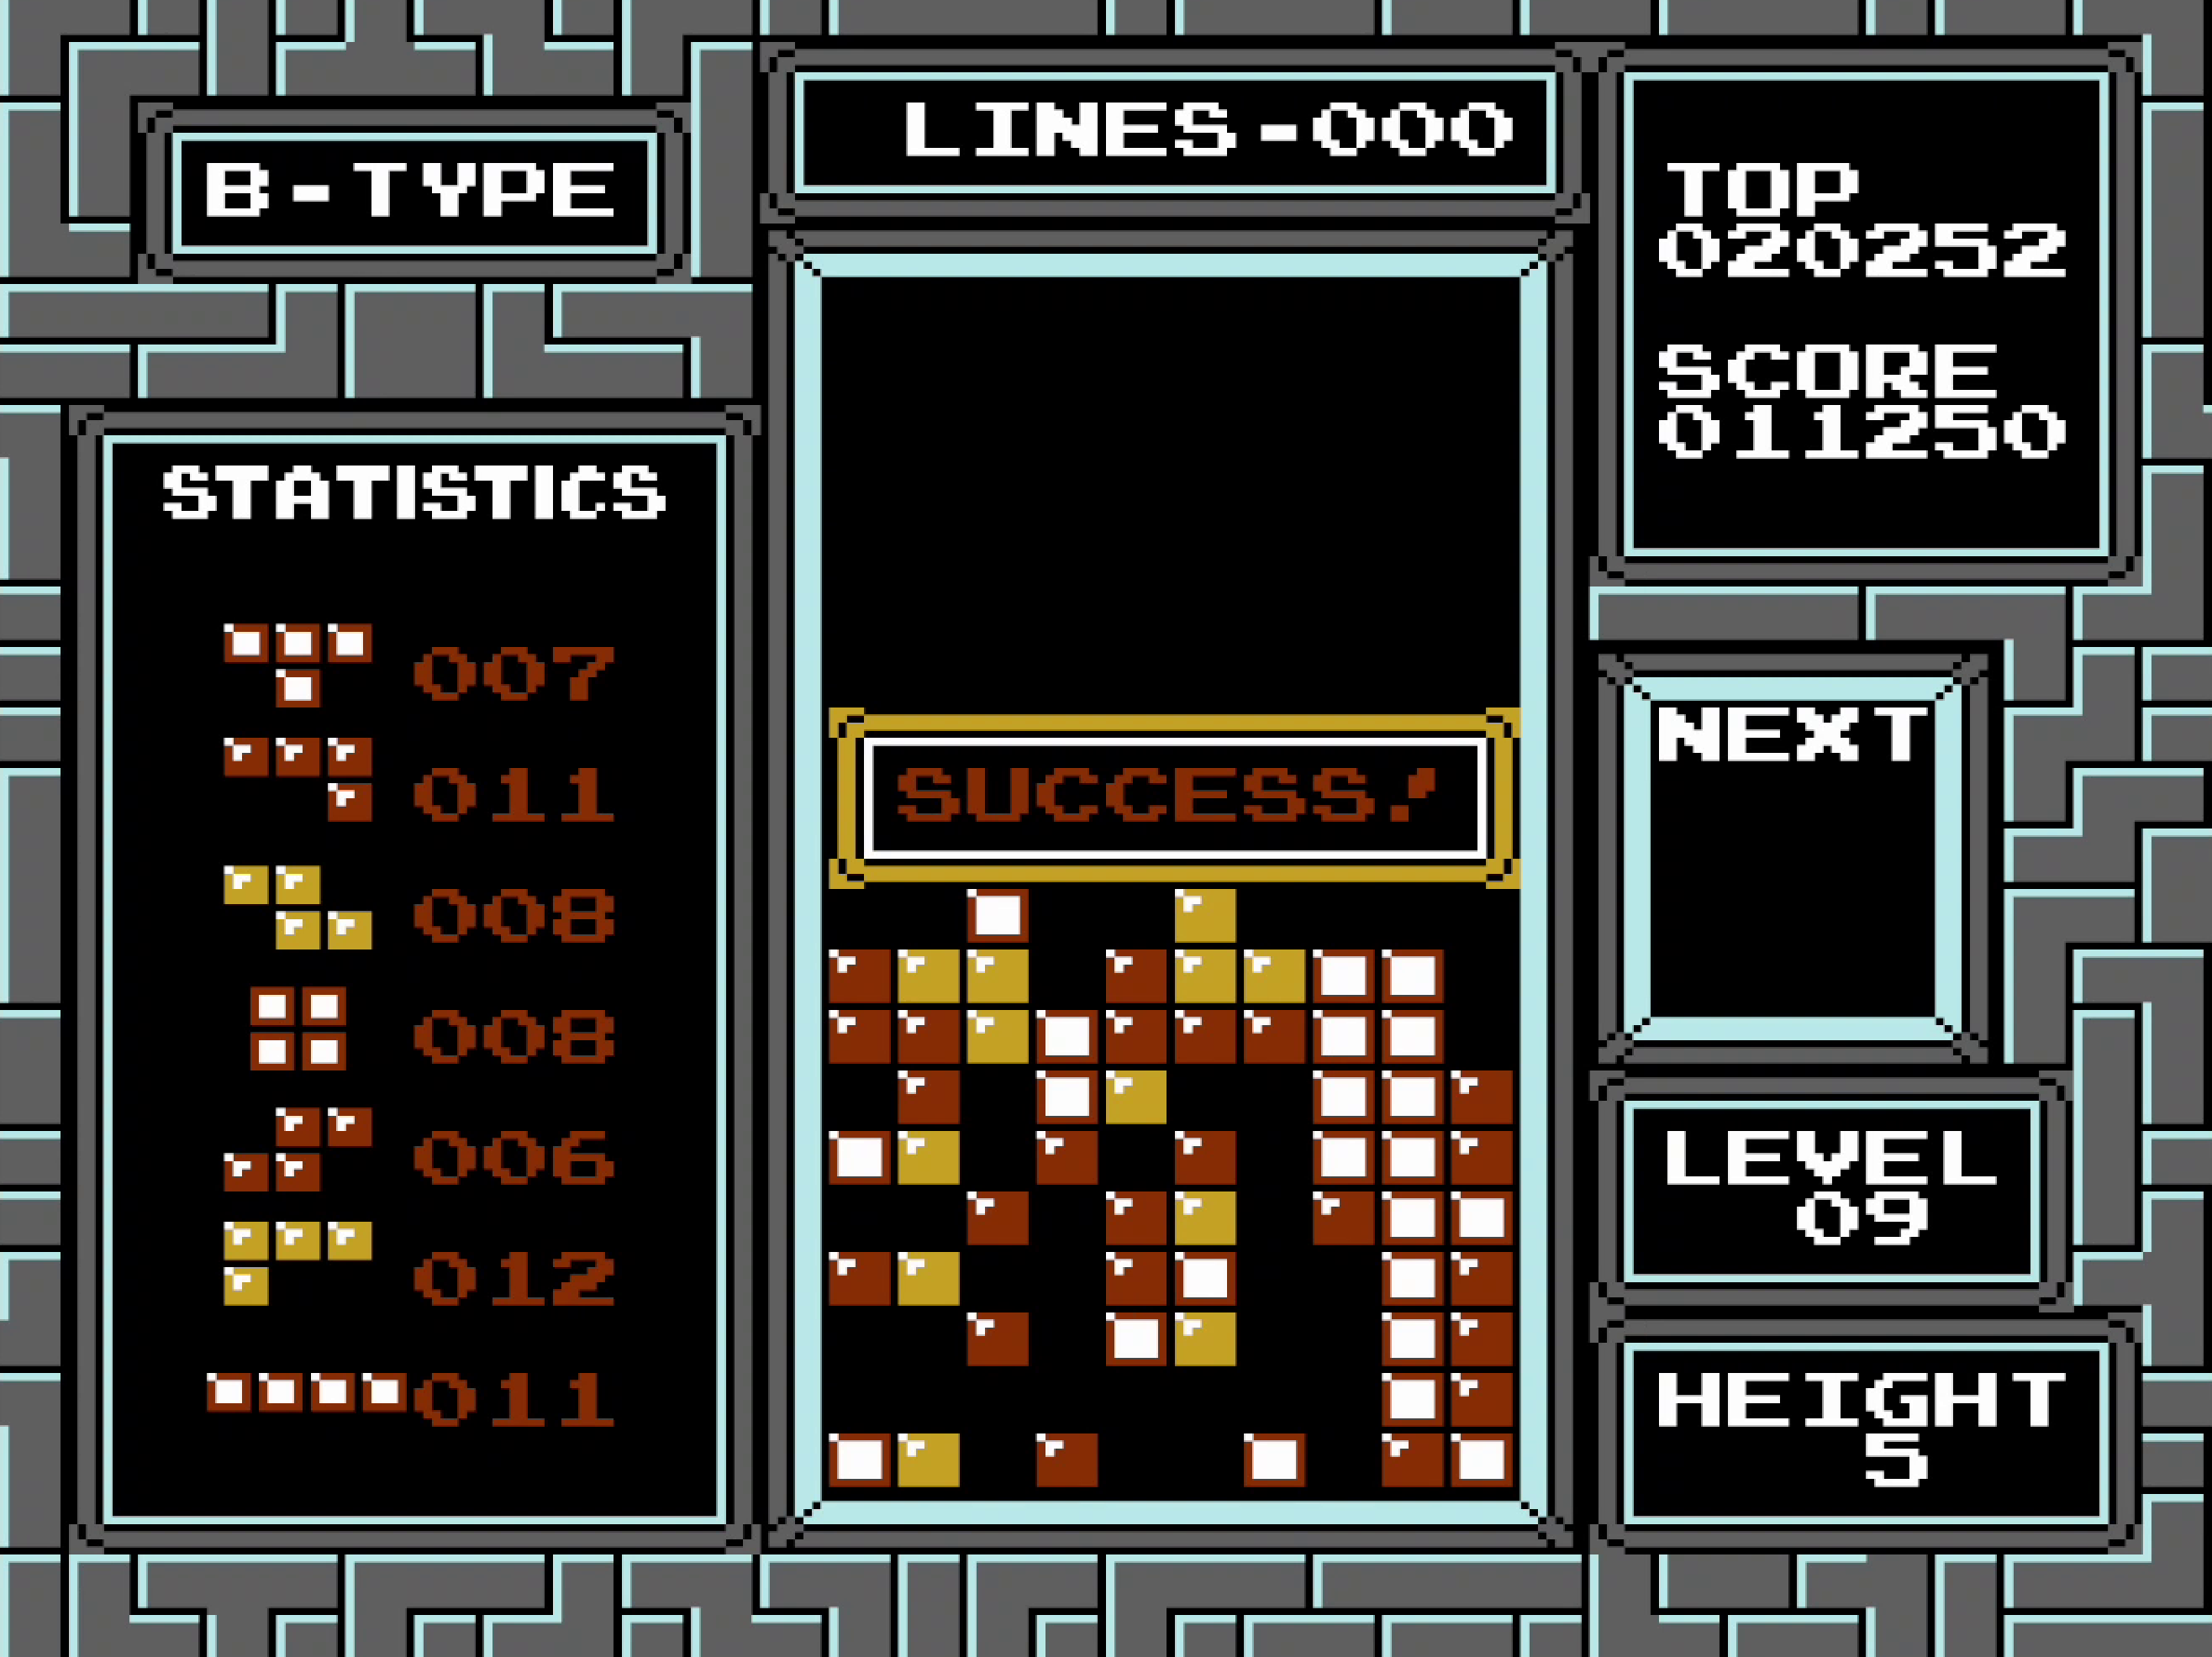 B-TYPE
LINES-000
TOP
020252
SCORE
011250
STATISTICS
007
011
008
008
006
012
011
SUCCESS!
NEXT
LEVEL
09
HEIGHT
5